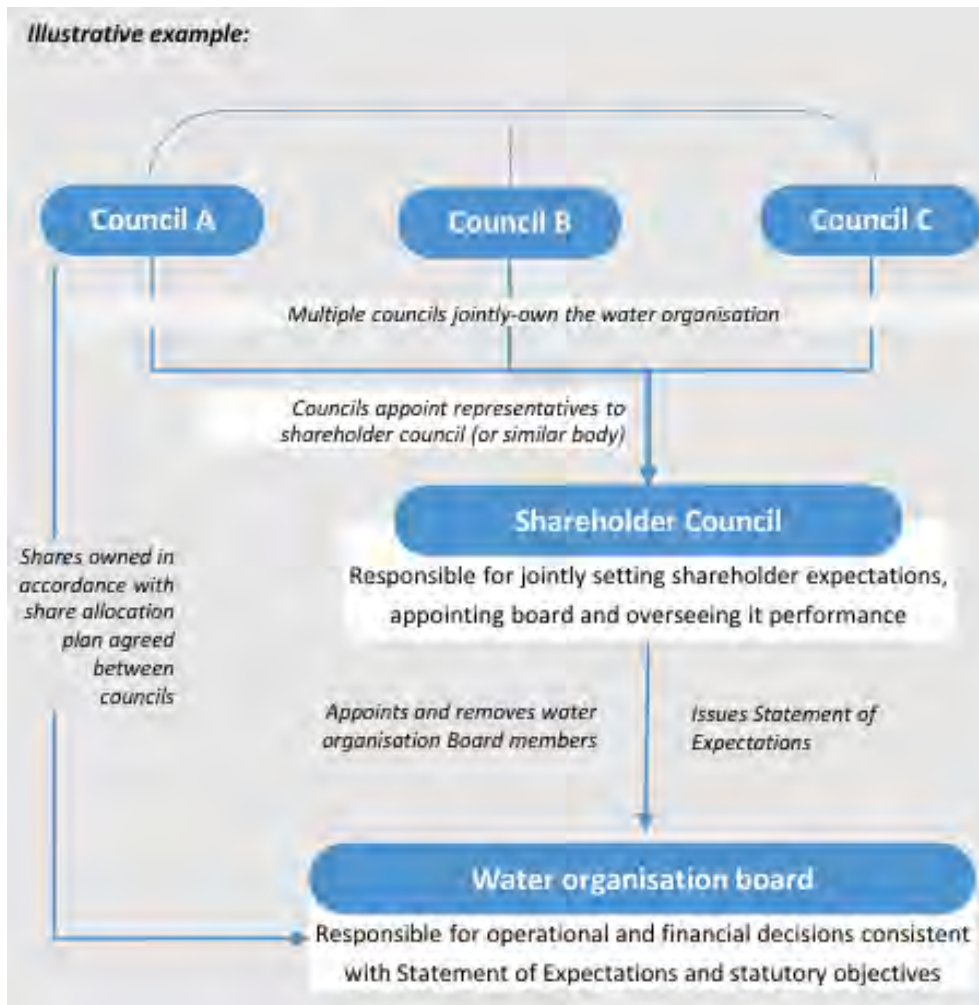 Illustrative example:
Council A
Council B
Council C
Multiple councils jointly-own the water organisation
Councils appoint representatives to
shareholder council (or similar body)
Shareholder Council
Responsible for jointly setting shareholder expectations,
appointing board and overseeing it performance
Shares owned in
accordance with
share allocation
plan agreed
between
councils
Appoints and removes water
organisation Board members
Issues Statement of
Expectations
Water organisation board
Responsible for operational and financial decisions consistent
with Statement of Expectations and statutory objectives